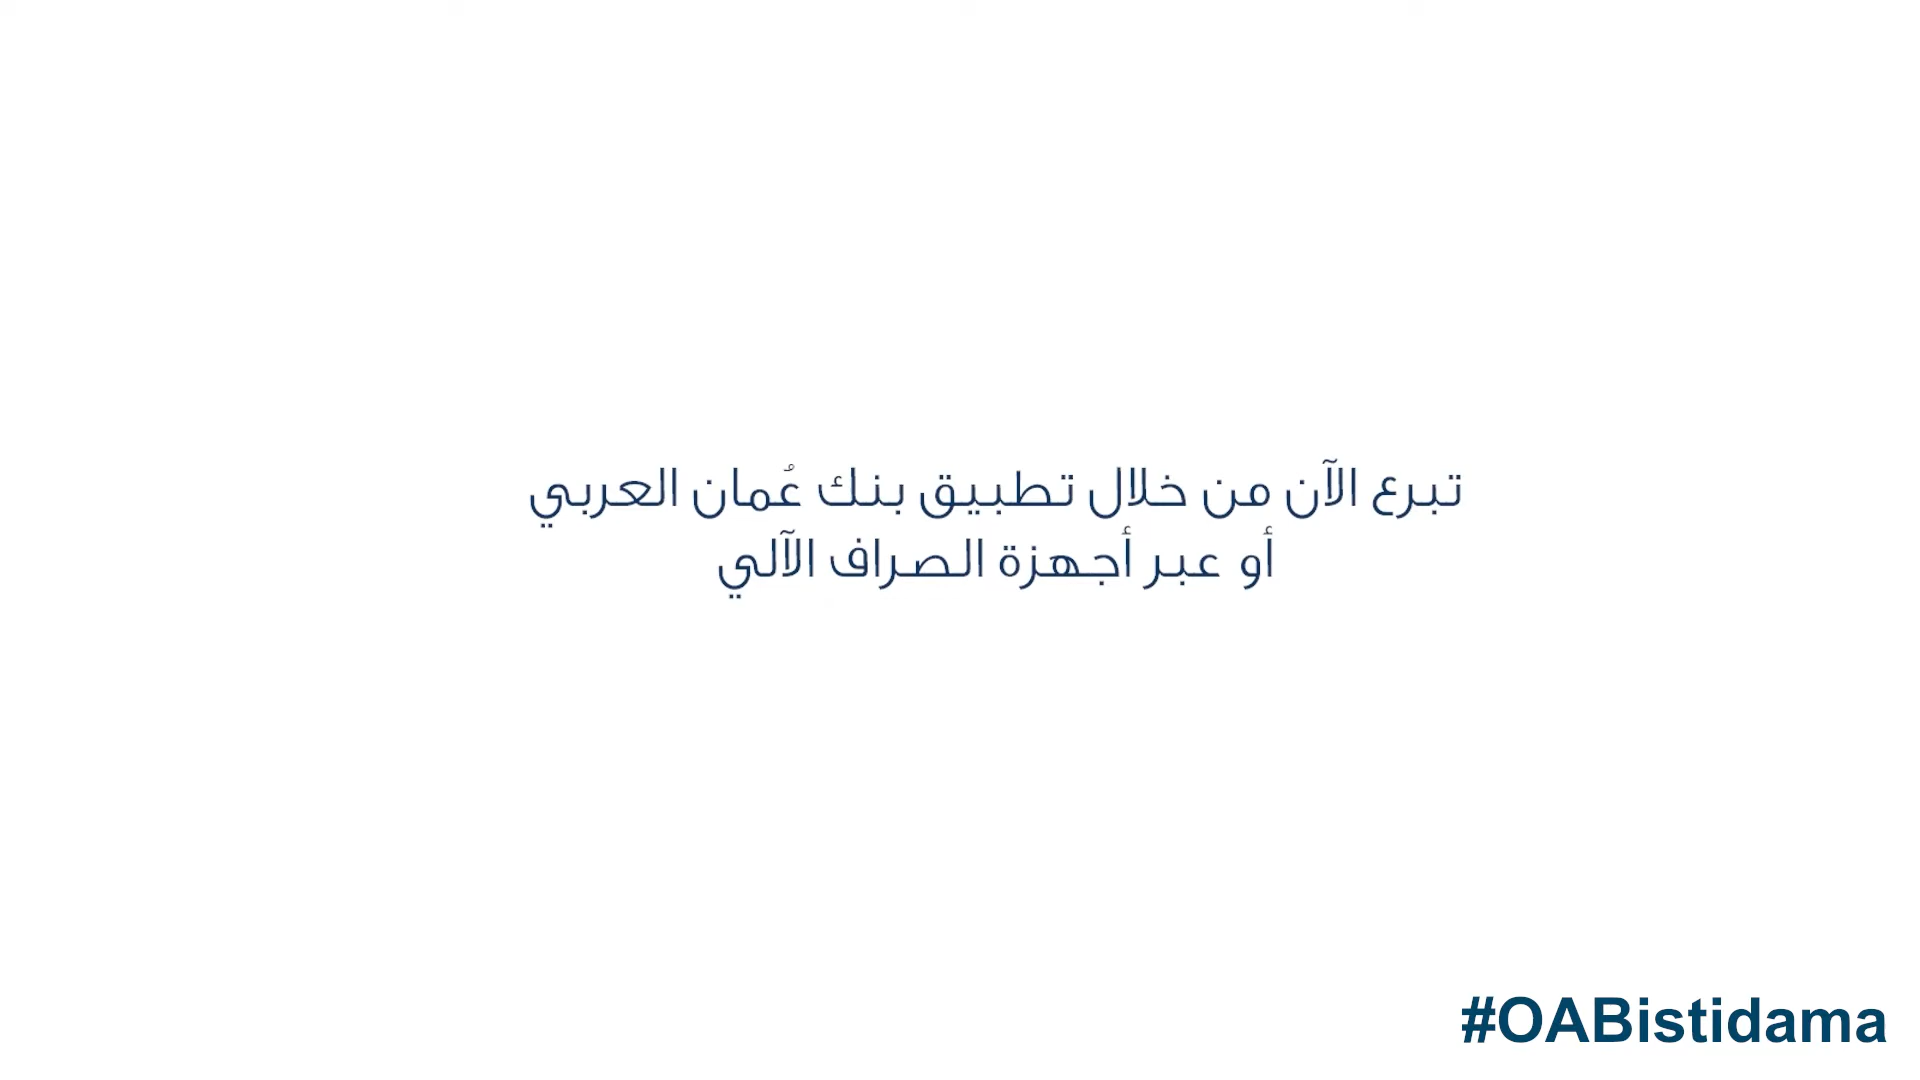 تبرع الآن من خلال تطبيق بنك عُمان العربي
أو عبر أجهزة الصراف الآلي
#OABistidama